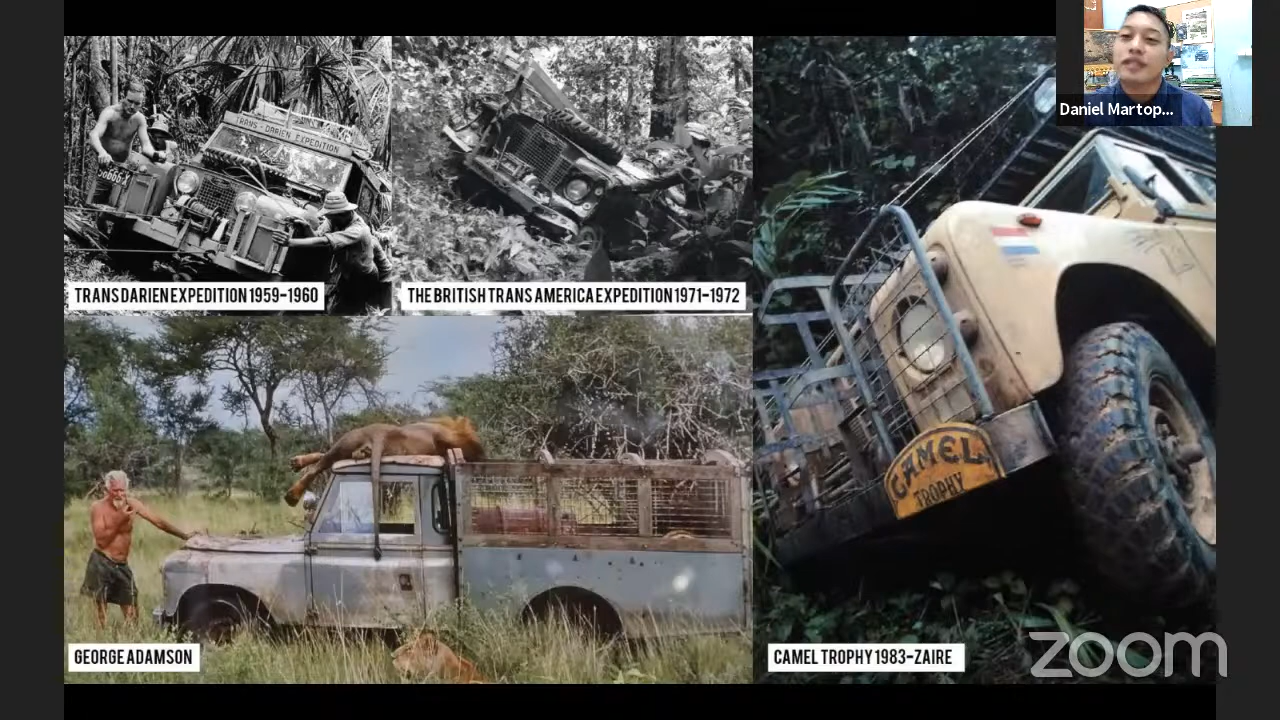 Daniel Martop...
TRANS-DARIEN EXPEDITION
TRANS DARIEN EXPEDITION 1959-1960
THE BRITISH TRANS AMERICA EXPEDITION 1971-1972
CAMEL
TROPHY
GEORGE ADAMSON
CAMEL TROPHY 1983-ZAIRE
zoom